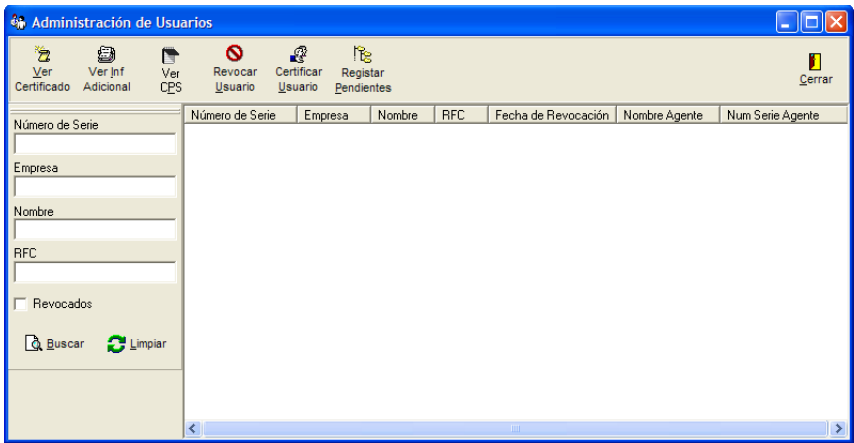 Administración de Usuarios
Ver Certificado
Ver Inf Adicional
Ver CPS
Revocar Usuario
Certificar Usuario
Registar Pendientes
Cerrar
Número de Serie
Empresa
Nombre
RFC
Revocados
Buscar
Limpiar
Número de Serie Empresa Nombre RFC Fecha de Revocación Nombre Agente Num Serie Agente